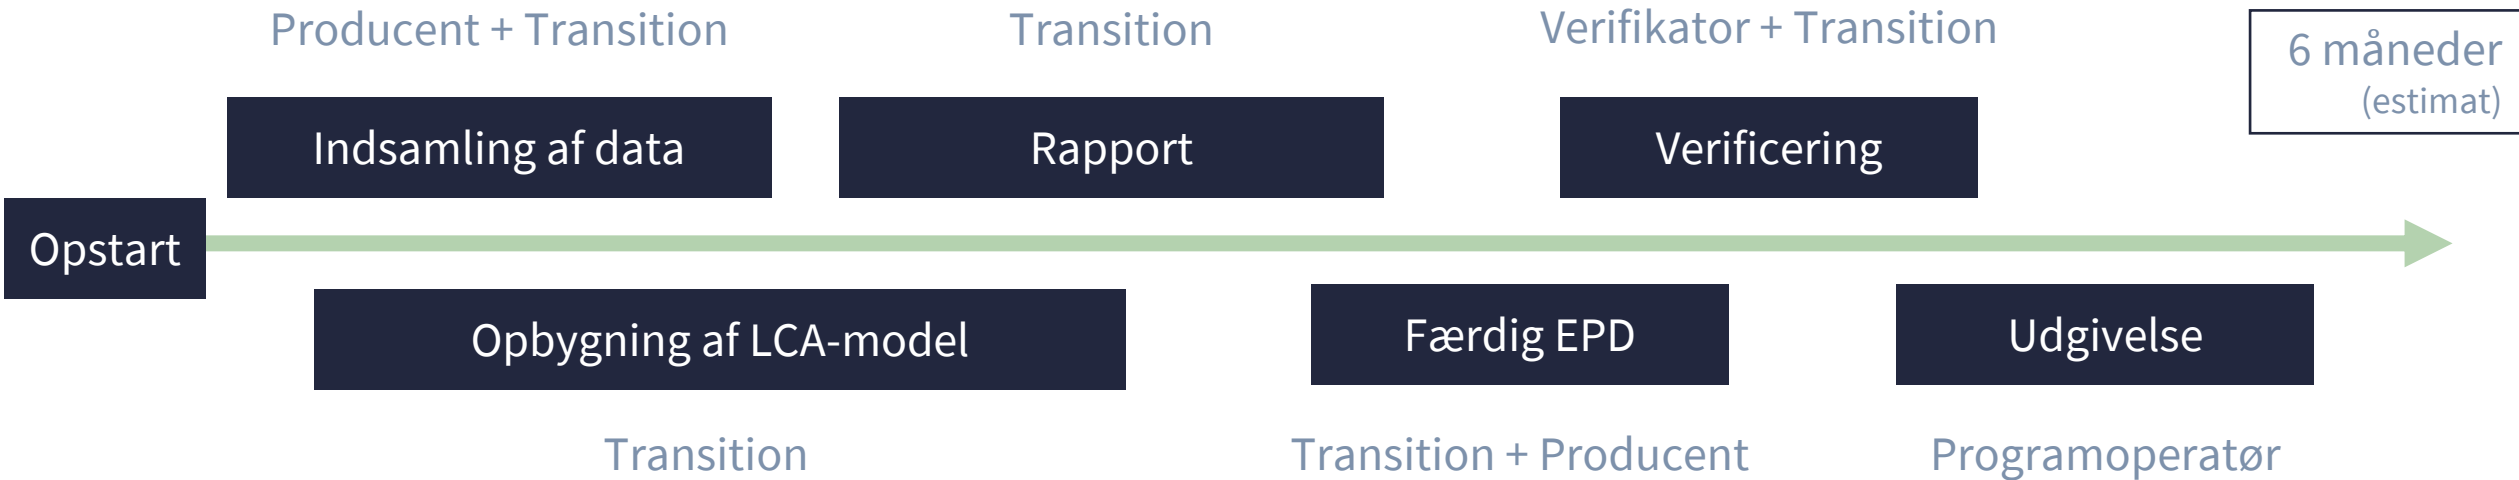 Producent + Transition
Transition
Verifikator + Transition
6 måneder
(estimat)
Indsamling af data
Rapport
Verificering
Opstart
Opbygning af LCA-model
Færdig EPD
Udgivelse
Transition
Transition + Producent
Programoperatør